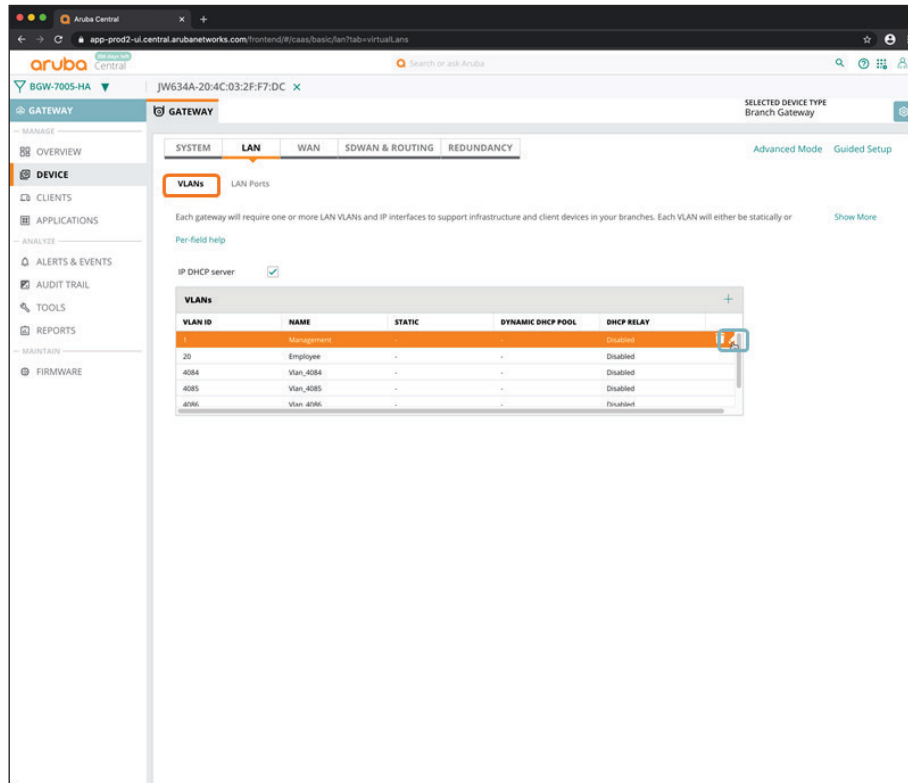 Aruba Central
app-prod2-ui.central.arubanetworks.com/frontend/#/caas/basic/lan?tab=virtualLans
aruba Central
Search or ask Aruba
BGW-7005-HA
JW634A-20:4C:03:2F:F7:DC
GATEWAY
GATEWAY
SELECTED DEVICE TYPE
Branch Gateway
MANAGE
OVERVIEW
DEVICE
CLIENTS
APPLICATIONS
ANALYZE
ALERTS & EVENTS
AUDIT TRAIL
TOOLS
REPORTS
MAINTAIN
FIRMWARE
SYSTEM LAN WAN SDWAN & ROUTING REDUNDANCY
Advanced Mode Guided Setup
VLANs LAN Ports
Each gateway will require one or more LAN VLANs and IP interfaces to support infrastructure and client devices in your branches. Each VLAN will either be statically or Show More
Per-field help
IP DHCP server
VLANs
VLAN ID NAME STATIC DYNAMIC DHCP POOL DHCP RELAY
1 Management - - Disabled
20 Employee - - Disabled
4084 Vlan_4084 - - Disabled
4085 Vlan_4085 - - Disabled
4086 Vlan_4086 - - Disabled